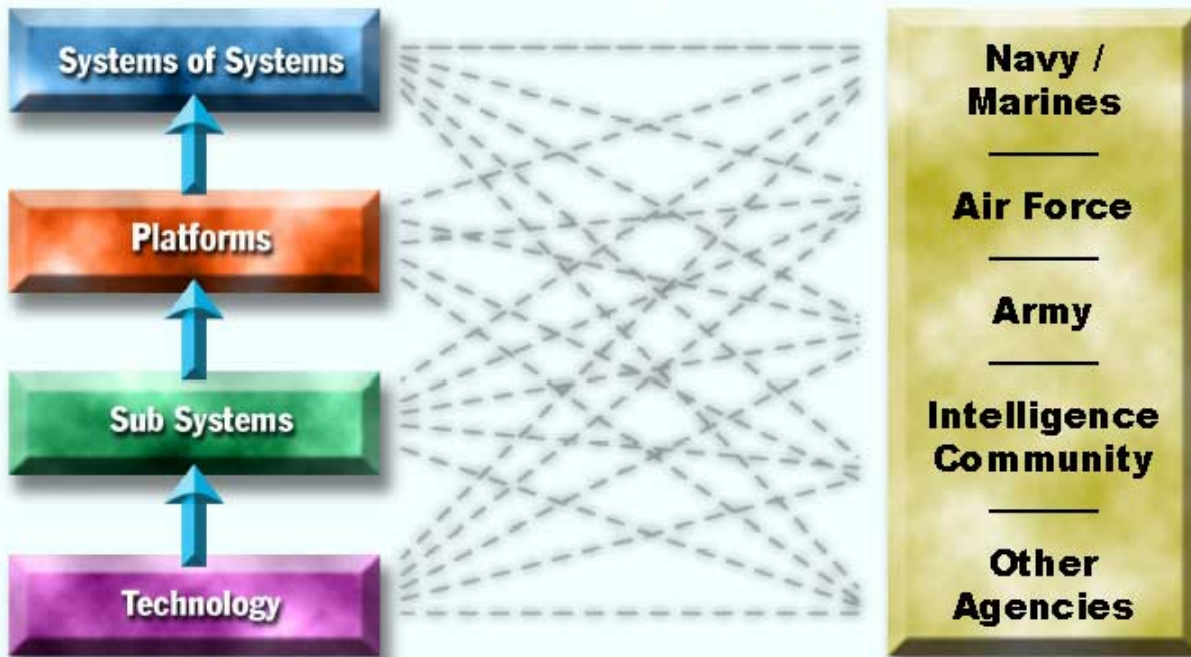 Systems of Systems
Platforms
Sub Systems
Technology
Navy /
Marines
Air Force
Army
Intelligence
Community
Other
Agencies